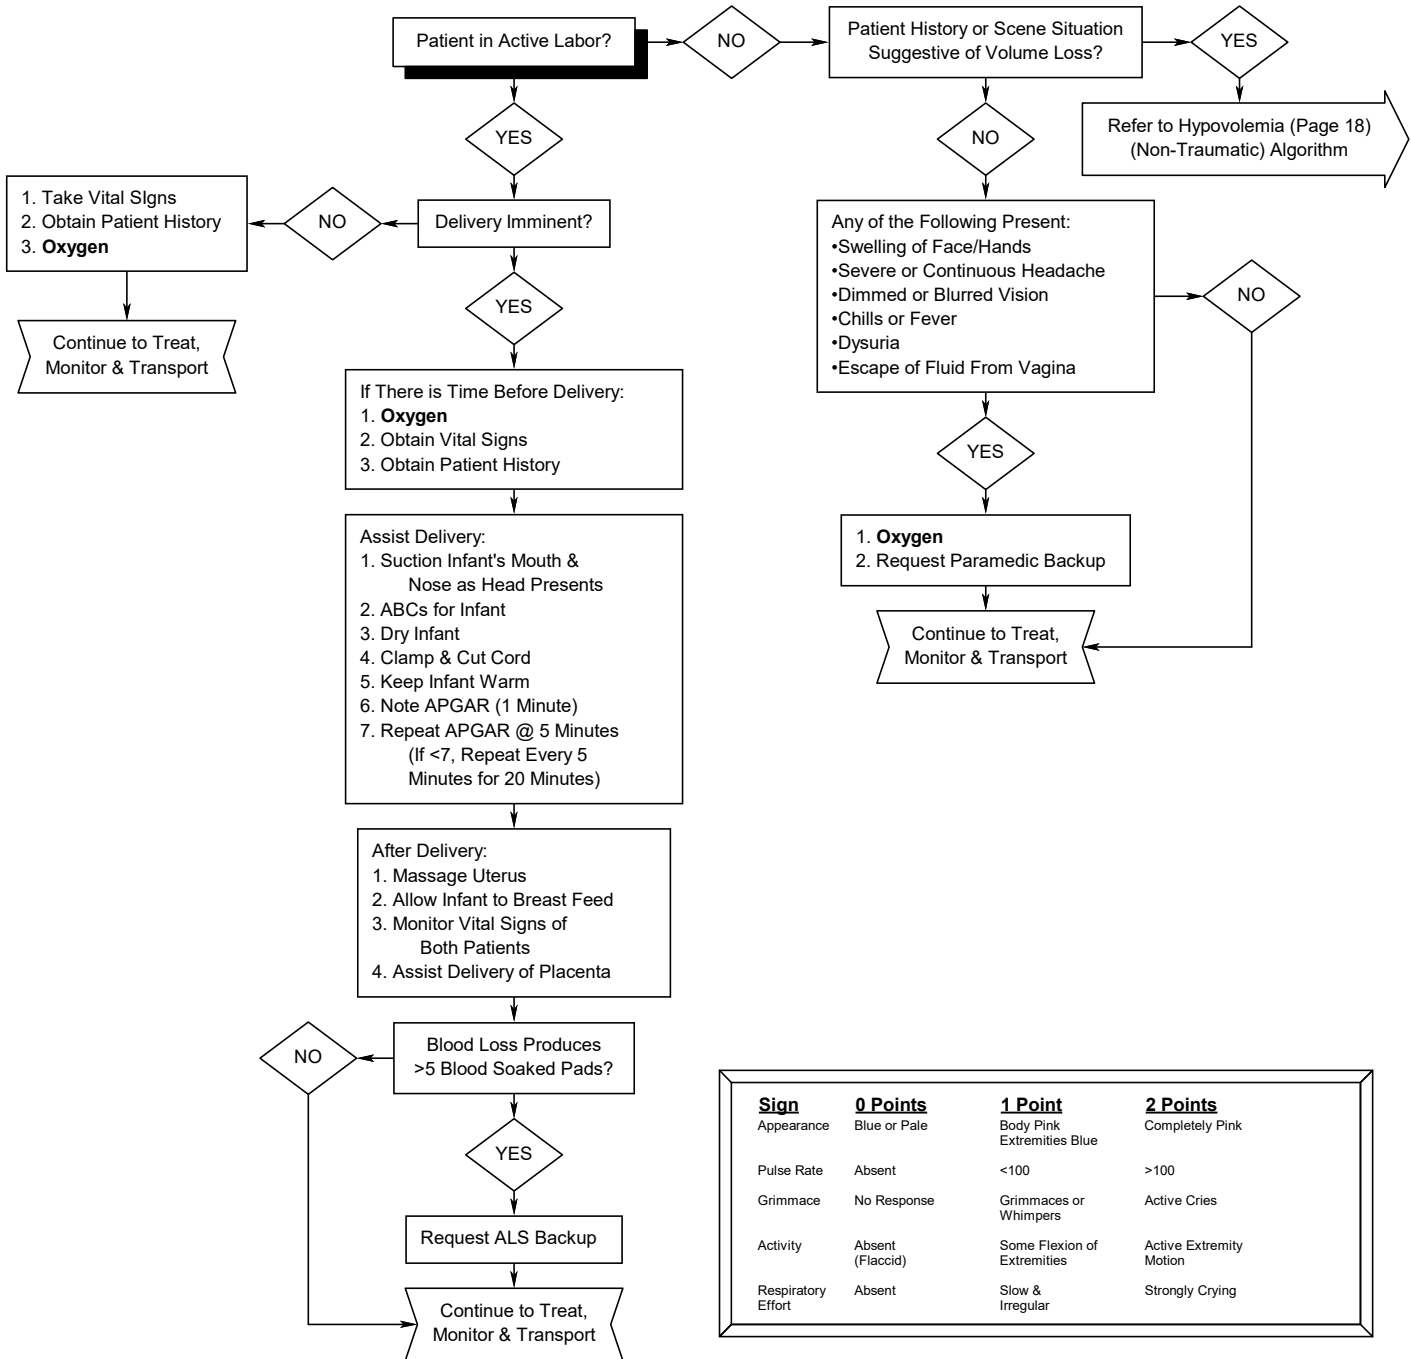 Patient in Active Labor?
NO
Patient History or Scene Situation
Suggestive of Volume Loss?
YES
YES
NO
Refer to Hypovolemia (Page 18)
(Non-Traumatic) Algorithm
1. Take Vital SIgns
2. Obtain Patient History
3. Oxygen
NO
Delivery Imminent?
Any of the Following Present:
•Swelling of Face/Hands
•Severe or Continuous Headache
•Dimmed or Blurred Vision
•Chills or Fever
•Dysuria
•Escape of Fluid From Vagina
NO
YES
Continue to Treat,
Monitor & Transport
If There is Time Before Delivery:
1. Oxygen
2. Obtain Vital Signs
3. Obtain Patient History
YES
Assist Delivery:
1. Suction Infant's Mouth &
Nose as Head Presents
2. ABCs for Infant
3. Dry Infant
4. Clamp & Cut Cord
5. Keep Infant Warm
6. Note APGAR (1 Minute)
7. Repeat APGAR @ 5 Minutes
(If <7, Repeat Every 5
Minutes for 20 Minutes)
1. Oxygen
2. Request Paramedic Backup
Continue to Treat,
Monitor & Transport
After Delivery:
1. Massage Uterus
2. Allow Infant to Breast Feed
3. Monitor Vital Signs of
Both Patients
4. Assist Delivery of Placenta
NO
Blood Loss Produces
>5 Blood Soaked Pads?
YES
Request ALS Backup
Continue to Treat,
Monitor & Transport
Sign 0 Points 1 Point 2 Points
Appearance Blue or Pale Body Pink Completely Pink
Extremities Blue
Pulse Rate Absent <100 >100
Grimmace No Response Grimmaces or Active Cries
Whimpers
Activity Absent Some Flexion of Active Extremity
(Flaccid) Extremities Motion
Respiratory Absent Slow & Strongly Crying
Effort Irregular